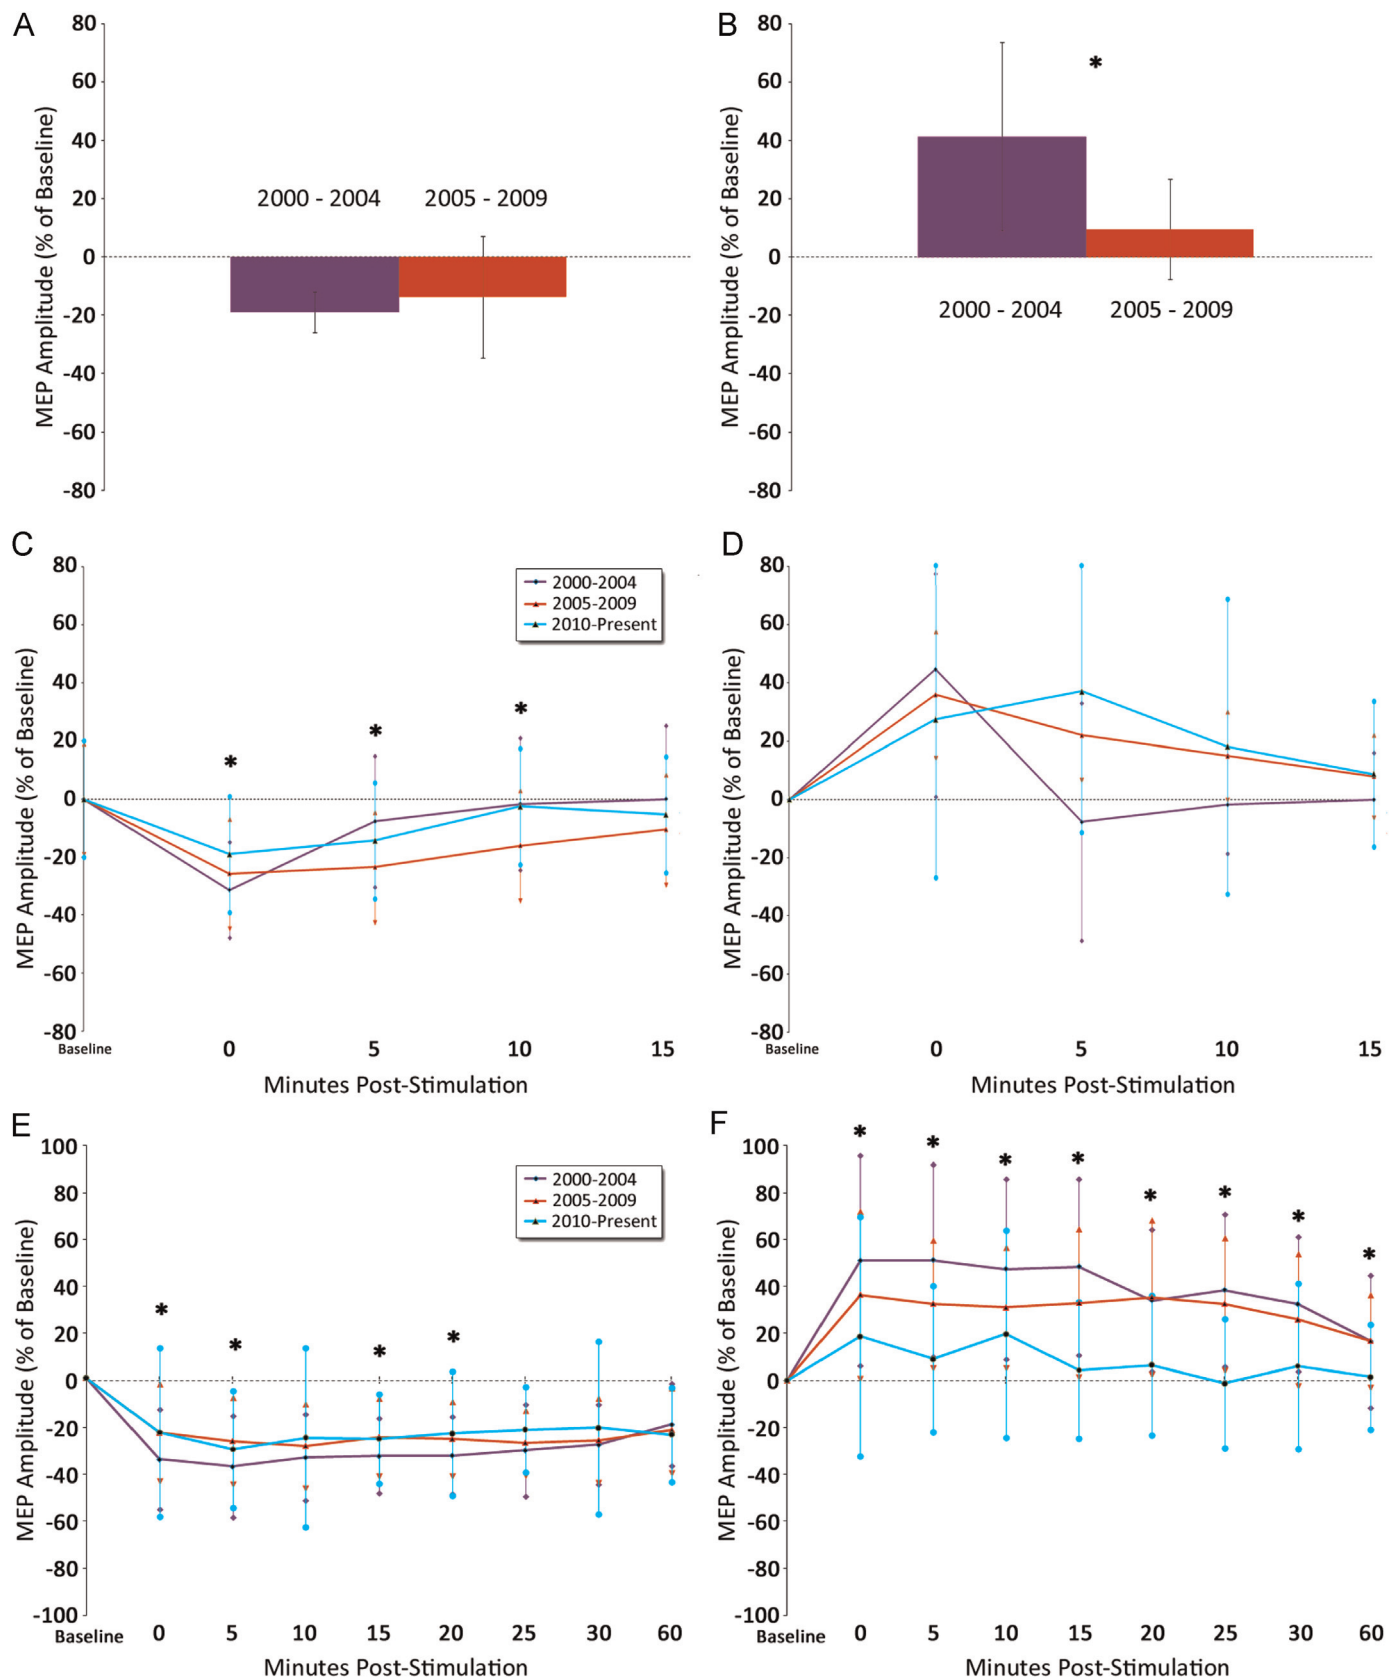 A
B
80
60
40
20
0
-20
-40
-60
-80
MEP Amplitude (% of Baseline)
2000 - 2004
2005 - 2009
80
60
40
20
0
-20
-40
-60
-80
MEP Amplitude (% of Baseline)
*
2000 - 2004
2005 - 2009
C
D
80
60
40
20
0
-20
-40
-60
-80
MEP Amplitude (% of Baseline)
2000-2004
2005-2009
2010-Present
*
*
*
Baseline 0 5 10 15
Minutes Post-Stimulation
80
60
40
20
0
-20
-40
-60
-80
MEP Amplitude (% of Baseline)
Baseline 0 5 10 15
Minutes Post-Stimulation
E
F
100
80
60
40
20
0
-20
-40
-60
-80
-100
MEP Amplitude (% of Baseline)
2000-2004
2005-2009
2010-Present
* * * *
Baseline 0 5 10 15 20 25 30 60
Minutes Post-Stimulation
100
80
60
40
20
0
-20
-40
-60
-80
-100
MEP Amplitude (% of Baseline)
* * * * * * * *
Baseline 0 5 10 15 20 25 30 60
Minutes Post-Stimulation